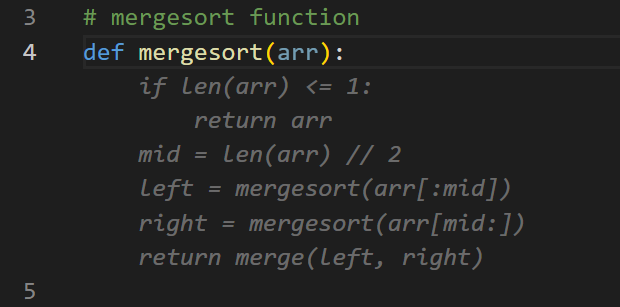 3 # mergesort function
4 def mergesort(arr):
if len(arr) <= 1:
return arr
mid = len(arr) // 2
left = mergesort(arr[:mid])
right = mergesort(arr[mid:])
return merge(left, right)
5